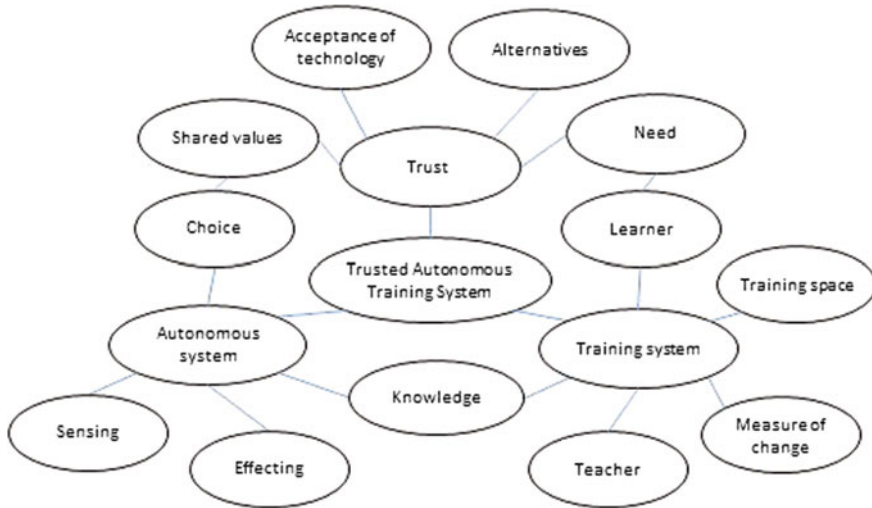 Acceptance of
technology
Alternatives
Shared values
Need
Trust
Choice
Learner
Trusted Autonomous
Training System
Training space
Autonomous
system
Training system
Knowledge
Sensing
Effecting
Teacher
Measure of
change